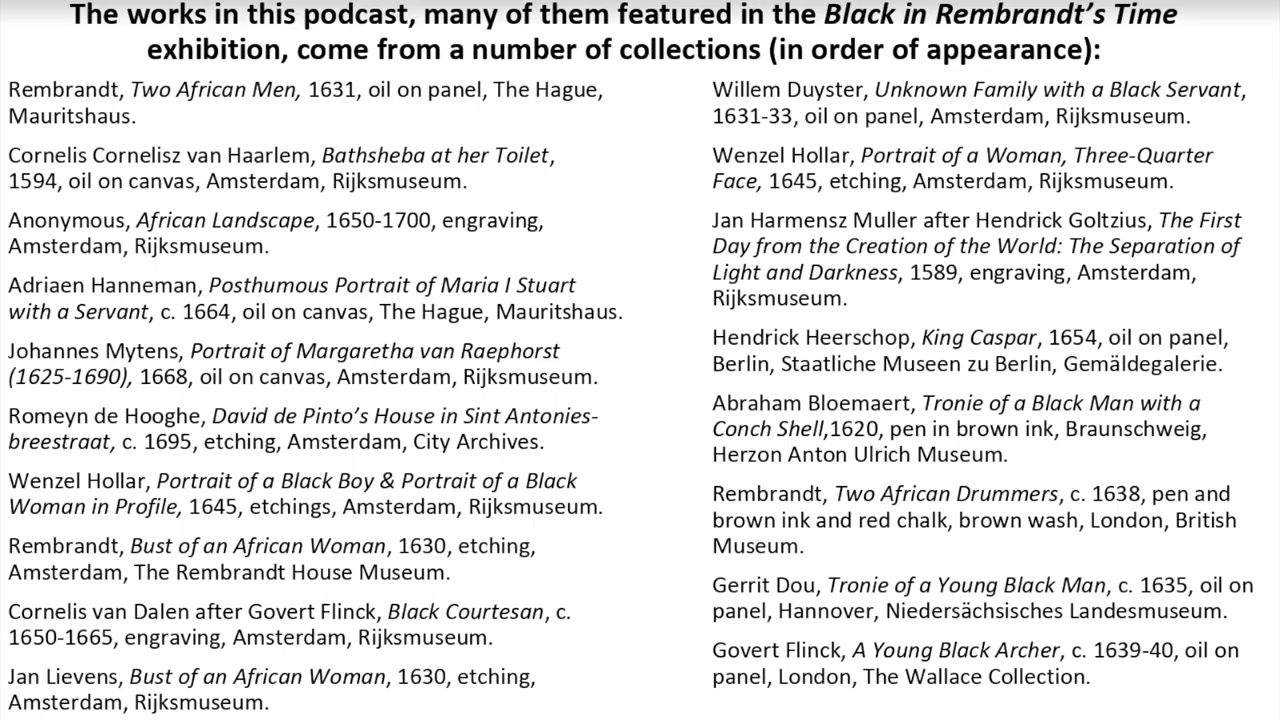 The works in this podcast, many of them featured in the Black in Rembrandt's Time
exhibition, come from a number of collections (in order of appearance):
Rembrandt, Two African Men, 1631, oil on panel, The Hague,
Mauritshaus.
Cornelis Cornelisz van Haarlem, Bathsheba at her Toilet,
1594, oil on canvas, Amsterdam, Rijksmuseum.
Anonymous, African Landscape, 1650-1700, engraving,
Amsterdam, Rijksmuseum.
Adriaen Hanneman, Posthumous Portrait of Maria I Stuart
with a Servant, c. 1664, oil on canvas, The Hague, Mauritshaus.
Johannes Mytens, Portrait of Margaretha van Raephorst
(1625-1690), 1668, oil on canvas, Amsterdam, Rijksmuseum.
Romeyn de Hooghe, David de Pinto's House in Sint Antonies-
breestraat, c. 1695, etching, Amsterdam, City Archives.
Wenzel Hollar, Portrait of a Black Boy & Portrait of a Black
Woman in Profile, 1645, etchings, Amsterdam, Rijksmuseum.
Rembrandt, Bust of an African Woman, 1630, etching,
Amsterdam, The Rembrandt House Museum.
Cornelis van Dalen after Govert Flinck, Black Courtesan, c.
1650-1665, engraving, Amsterdam, Rijksmuseum.
Jan Lievens, Bust of an African Woman, 1630, etching,
Amsterdam, Rijksmuseum.
Willem Duyster, Unknown Family with a Black Servant,
1631-33, oil on panel, Amsterdam, Rijksmuseum.
Wenzel Hollar, Portrait of a Woman, Three-Quarter
Face, 1645, etching, Amsterdam, Rijksmuseum.
Jan Harmensz Muller after Hendrick Goltzius, The First
Day from the Creation of the World: The Separation of
Light and Darkness, 1589, engraving, Amsterdam,
Rijksmuseum.
Hendrick Heerschop, King Caspar, 1654, oil on panel,
Berlin, Staatliche Museen zu Berlin, Gemäldegalerie.
Abraham Bloemaert, Tronie of a Black Man with a
Conch Shell,1620, pen in brown ink, Braunschweig,
Herzon Anton Ulrich Museum.
Rembrandt, Two African Drummers, c. 1638, pen and
brown ink and red chalk, brown wash, London, British
Museum.
Gerrit Dou, Tronie of a Young Black Man, c. 1635, oil on
panel, Hannover, Niedersächsisches Landesmuseum.
Govert Flinck, A Young Black Archer, c. 1639-40, oil on
panel, London, The Wallace Collection.